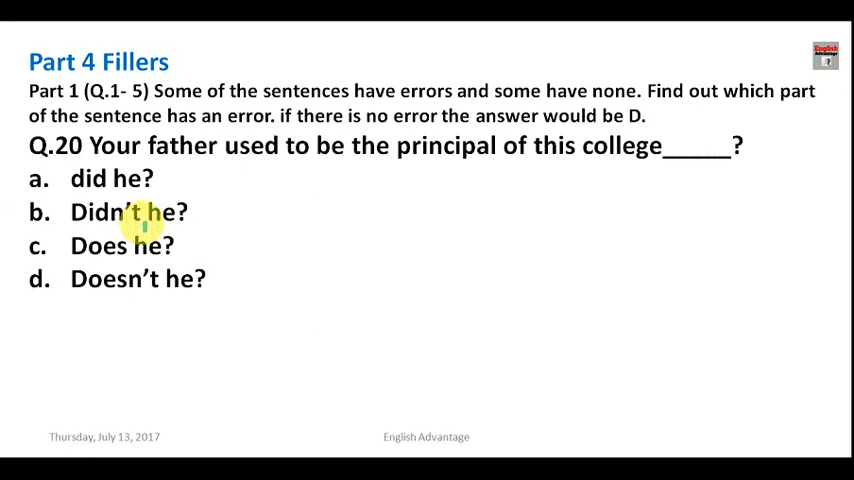 Part 4 Fillers
English
Advantage
Part 1 (Q.1- 5) Some of the sentences have errors and some have none. Find out which part
of the sentence has an error. if there is no error the answer would be D.
Q.20 Your father used to be the principal of this college_____?
a. did he?
b. Didn’t he?
c. Does he?
d. Doesn’t he?
Thursday, July 13, 2017
English Advantage